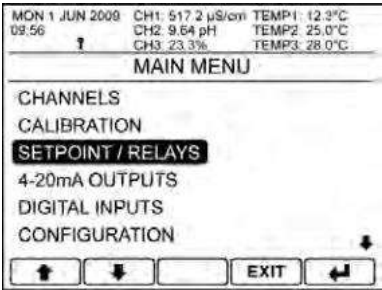 MON 1 JUN 2009 CH1: 517.2 µS/cm TEMP1: 12.3°C
09:56 CH2: 9.64 pH TEMP2: 25.0°C
CH3: 23.3% TEMP3: 28.0°C
MAIN MENU
CHANNELS
CALIBRATION
SETPOINT / RELAYS
4-20mA OUTPUTS
DIGITAL INPUTS
CONFIGURATION
EXIT